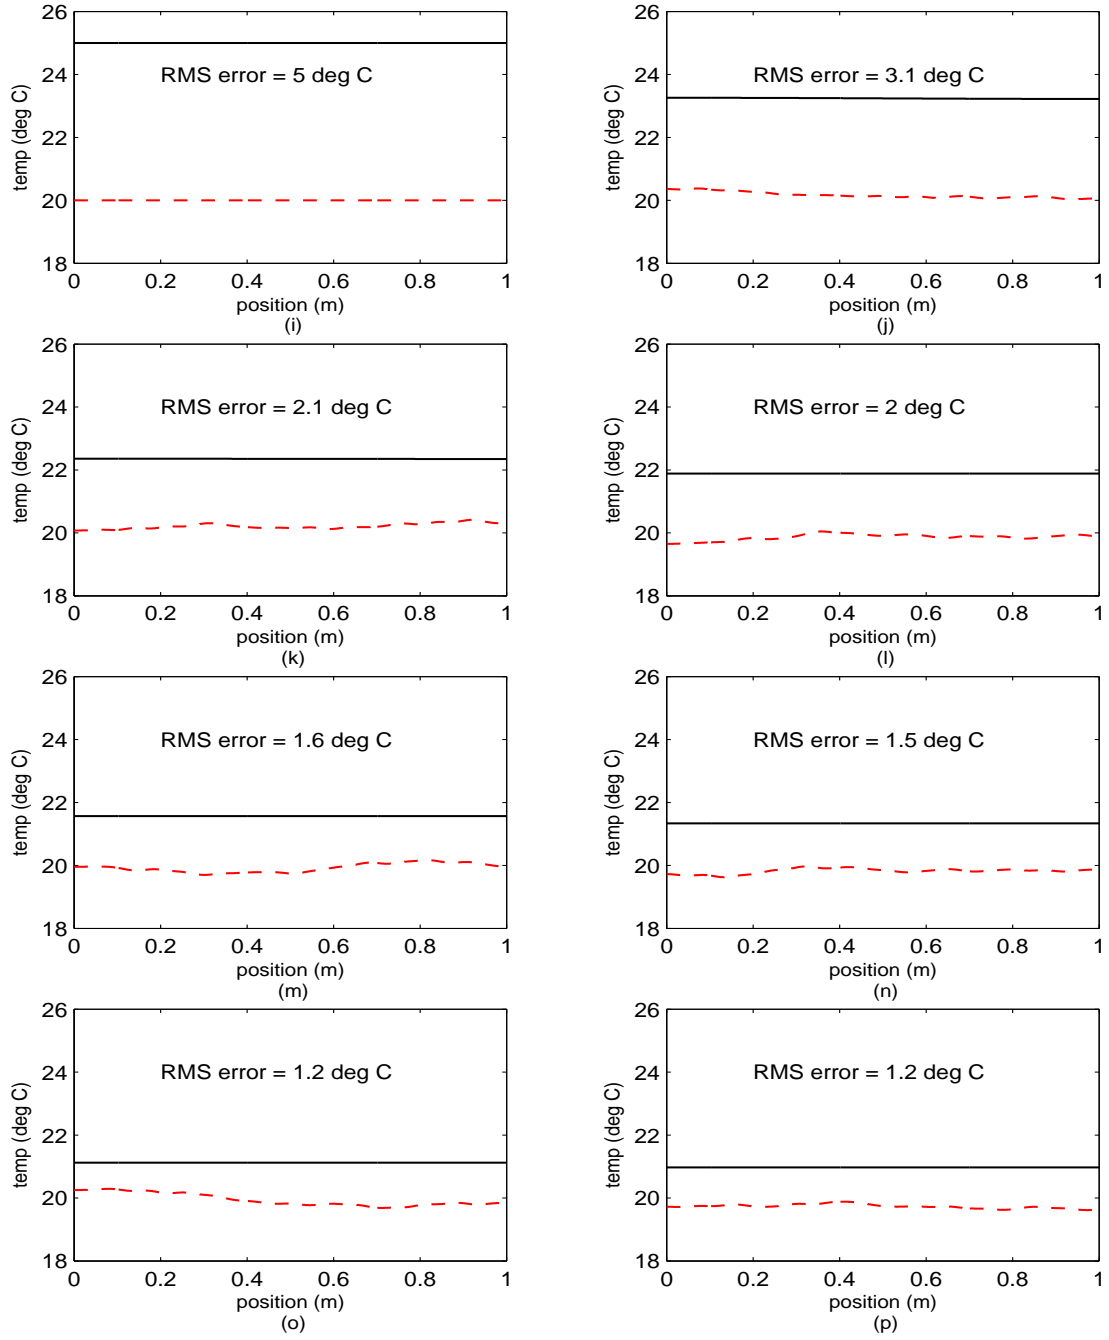 26
24
22
20
18
temp (deg C)
RMS error = 5 deg C
0 0.2 0.4 0.6 0.8 1
position (m)
(i)
26
24
22
20
18
temp (deg C)
RMS error = 3.1 deg C
0 0.2 0.4 0.6 0.8 1
position (m)
(j)
26
24
22
20
18
temp (deg C)
RMS error = 2.1 deg C
0 0.2 0.4 0.6 0.8 1
position (m)
(k)
26
24
22
20
18
temp (deg C)
RMS error = 2 deg C
0 0.2 0.4 0.6 0.8 1
position (m)
(l)
26
24
22
20
18
temp (deg C)
RMS error = 1.6 deg C
0 0.2 0.4 0.6 0.8 1
position (m)
(m)
26
24
22
20
18
temp (deg C)
RMS error = 1.5 deg C
0 0.2 0.4 0.6 0.8 1
position (m)
(n)
26
24
22
20
18
temp (deg C)
RMS error = 1.2 deg C
0 0.2 0.4 0.6 0.8 1
position (m)
(o)
26
24
22
20
18
temp (deg C)
RMS error = 1.2 deg C
0 0.2 0.4 0.6 0.8 1
position (m)
(p)